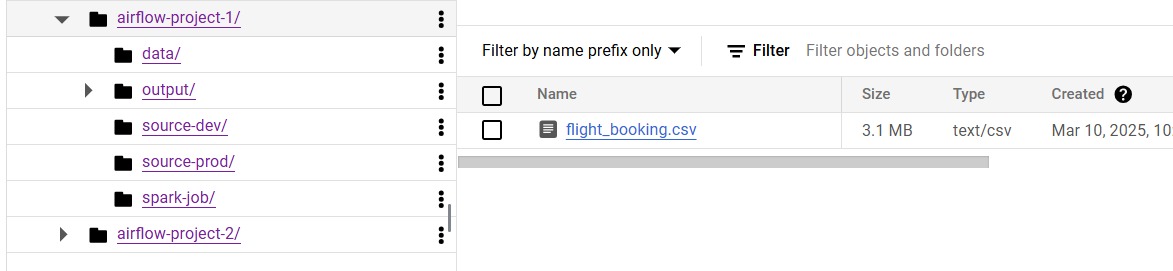 airflow-project-1/
data/
output/
source-dev/
source-prod/
spark-job/
airflow-project-2/
Filter by name prefix only Filter Filter objects and folders
Name Size Type Created ?
flight_booking.csv 3.1 MB text/csv Mar 10, 2025, 10